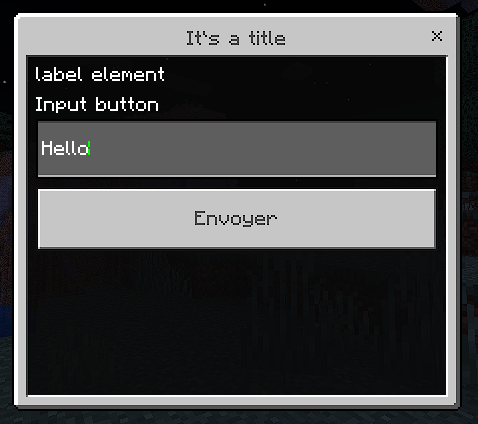 It's a title
label element
Input button
Hello
Envoyer